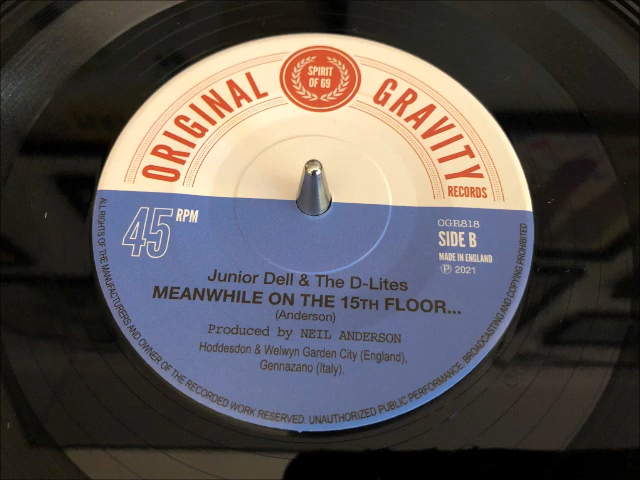 SPIRIT
OF 69
ORIGINAL GRAVITY
RECORDS
45 RPM
OGR818
SIDE B
MADE IN ENGLAND
℗ 2021
Junior Dell & The D-Lites
MEANWHILE ON THE 15TH FLOOR...
(Anderson)
Produced by NEIL ANDERSON
Hoddesdon & Welwyn Garden City (England),
Gennazano (Italy).
ALL RIGHTS OF THE MANUFACTURERS AND OWNER OF THE RECORDED WORK RESERVED. UNAUTHORIZED PUBLIC PERFORMANCE, BROADCASTING AND COPYING PROHIBITED